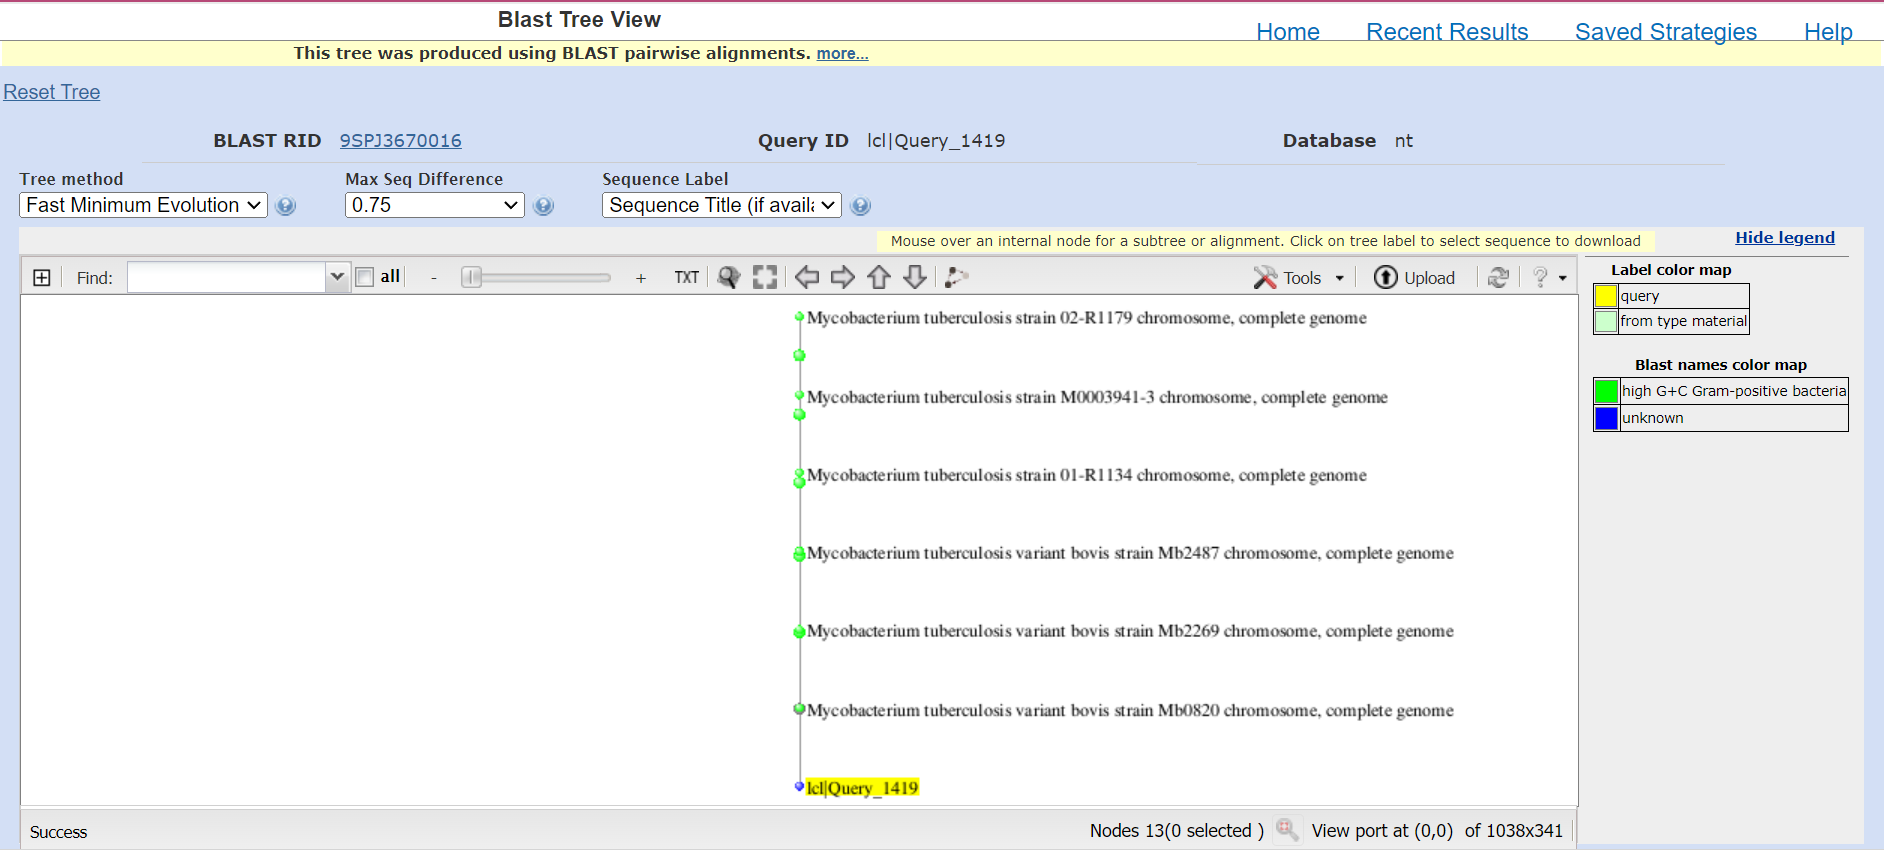 Blast Tree View
Home Recent Results Saved Strategies Help
This tree was produced using BLAST pairwise alignments. more...
Reset Tree
BLAST RID 9SPJ3670016 Query ID lcl|Query_1419 Database nt
Tree method Max Seq Difference Sequence Label
Fast Minimum Evolution 0.75 Sequence Title (if availa
Mouse over an internal node for a subtree or alignment. Click on tree label to select sequence to download
Hide legend
Find: all - + TXT Tools Upload ?
Label color map
query
from type material
Blast names color map
high G+C Gram-positive bacteria
unknown
Mycobacterium tuberculosis strain 02-R1179 chromosome, complete genome
Mycobacterium tuberculosis strain M0003941-3 chromosome, complete genome
Mycobacterium tuberculosis strain 01-R1134 chromosome, complete genome
Mycobacterium tuberculosis variant bovis strain Mb2487 chromosome, complete genome
Mycobacterium tuberculosis variant bovis strain Mb2269 chromosome, complete genome
Mycobacterium tuberculosis variant bovis strain Mb0820 chromosome, complete genome
lcl|Query_1419
Success Nodes 13(0 selected ) View port at (0,0) of 1038x341